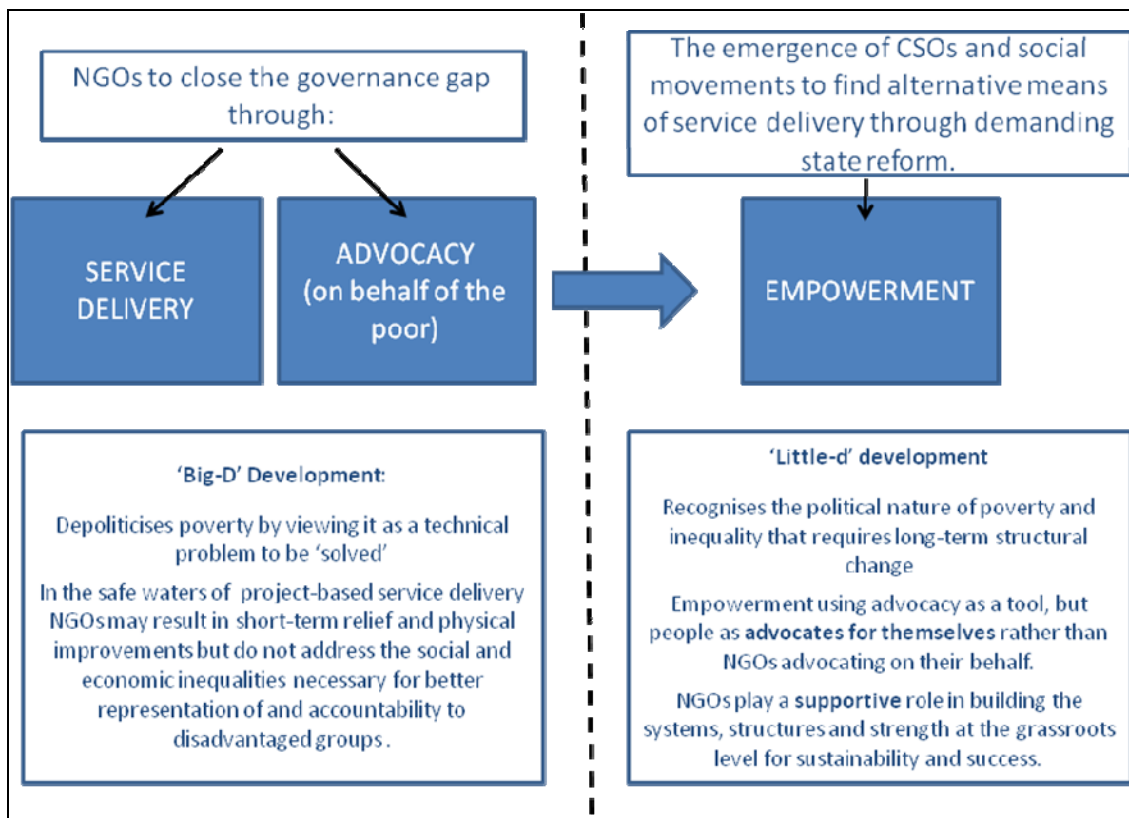 NGOs to close the governance gap
through:
SERVICE
DELIVERY
ADVOCACY
(on behalf of the
poor)
'Big-D' Development:
Depoliticises poverty by viewing it as a technical
problem to be 'solved'
In the safe waters of project-based service delivery
NGOs may result in short-term relief and physical
improvements but do not address the social and
economic inequalities necessary for better
representation of and accountability to
disadvantaged groups .
The emergence of CSOs and social
movements to find alternative means
of service delivery through demanding
state reform.
EMPOWERMENT
'Little-d' development
Recognises the political nature of poverty and
inequality that requires long-term structural
change
Empowerment using advocacy as a tool, but
people as advocates for themselves rather than
NGOs advocating on their behalf.
NGOs play a supportive role in building the
systems, structures and strength at the grassroots
level for sustainability and success.